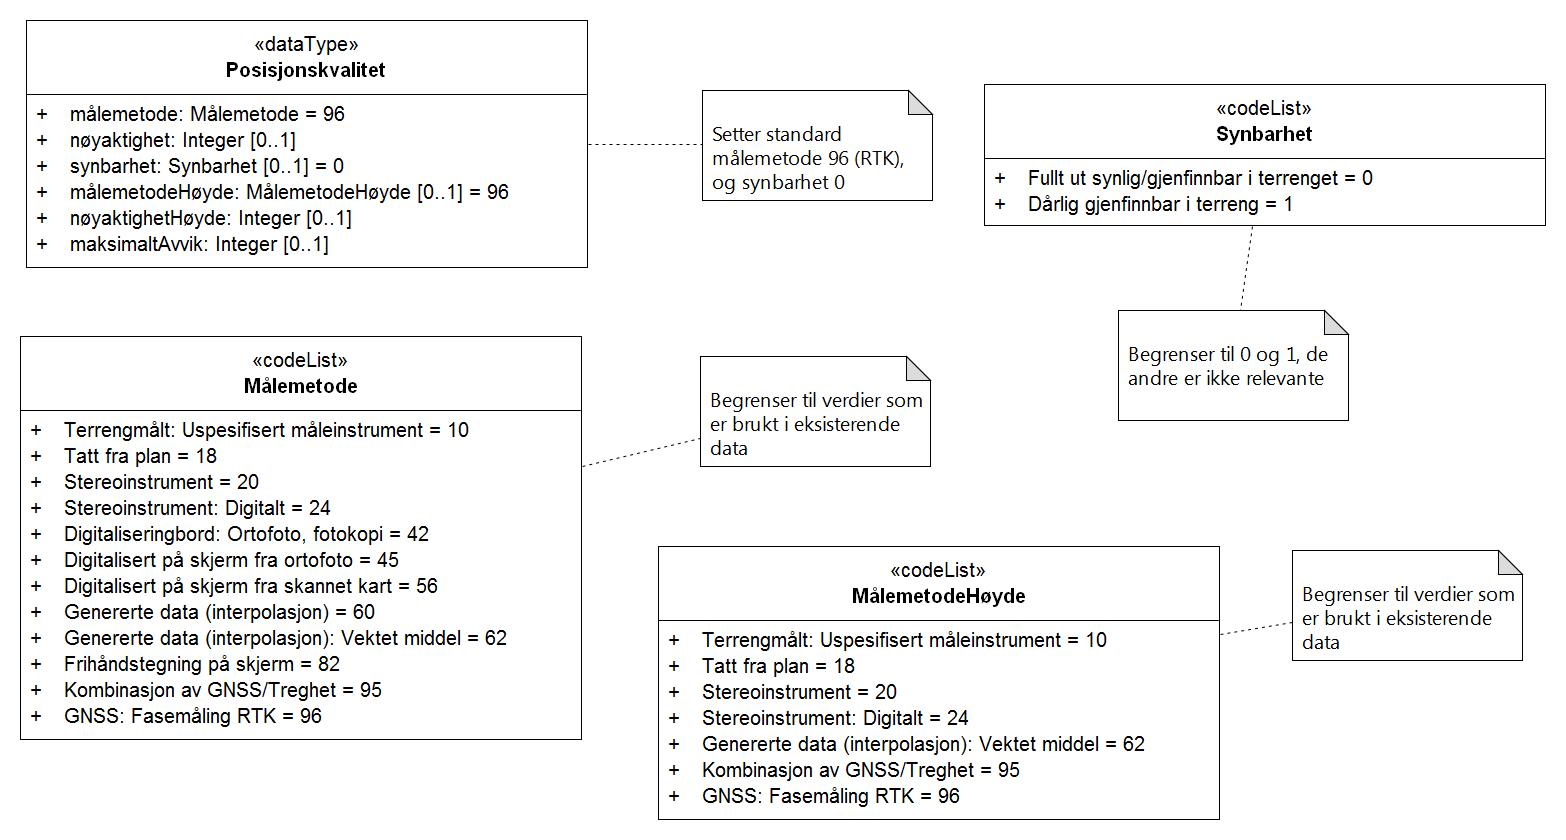 «dataType»
Posisjonskvalitet
+ målemetode: Målemetode = 96
+ nøyaktighet: Integer [0..1]
+ synbarhet: Synbarhet [0..1] = 0
+ målemetodeHøyde: MålemetodeHøyde [0..1] = 96
+ nøyaktighetHøyde: Integer [0..1]
+ maksimaltAvvik: Integer [0..1]
Setter standard
målemetode 96 (RTK),
og synbarhet 0
«codeList»
Synbarhet
+ Fullt ut synlig/gjenfinnbar i terrenget = 0
+ Dårlig gjenfinnbar i terreng = 1
Begrenser til 0 og 1, de
andre er ikke relevante
«codeList»
Målemetode
+ Terrengmålt: Uspesifisert måleinstrument = 10
+ Tatt fra plan = 18
+ Stereoinstrument = 20
+ Stereoinstrument: Digitalt = 24
+ Digitaliseringbord: Ortofoto, fotokopi = 42
+ Digitalisert på skjerm fra ortofoto = 45
+ Digitalisert på skjerm fra skannet kart = 56
+ Genererte data (interpolasjon) = 60
+ Genererte data (interpolasjon): Vektet middel = 62
+ Frihåndstegning på skjerm = 82
+ Kombinasjon av GNSS/Treghet = 95
+ GNSS: Fasemåling RTK = 96
Begrenser til verdier som
er brukt i eksisterende
data
«codeList»
MålemetodeHøyde
+ Terrengmålt: Uspesifisert måleinstrument = 10
+ Tatt fra plan = 18
+ Stereoinstrument = 20
+ Stereoinstrument: Digitalt = 24
+ Genererte data (interpolasjon): Vektet middel = 62
+ Kombinasjon av GNSS/Treghet = 95
+ GNSS: Fasemåling RTK = 96
Begrenser til verdier som
er brukt i eksisterende
data